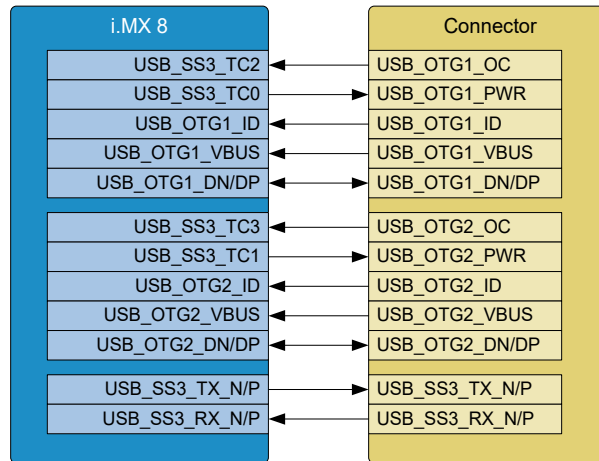 i.MX 8 Connector
USB_SS3_TC2 USB_OTG1_OC
USB_SS3_TC0 USB_OTG1_PWR
USB_OTG1_ID USB_OTG1_ID
USB_OTG1_VBUS USB_OTG1_VBUS
USB_OTG1_DN/DP USB_OTG1_DN/DP
USB_SS3_TC3 USB_OTG2_OC
USB_SS3_TC1 USB_OTG2_PWR
USB_OTG2_ID USB_OTG2_ID
USB_OTG2_VBUS USB_OTG2_VBUS
USB_OTG2_DN/DP USB_OTG2_DN/DP
USB_SS3_TX_N/P USB_SS3_TX_N/P
USB_SS3_RX_N/P USB_SS3_RX_N/P